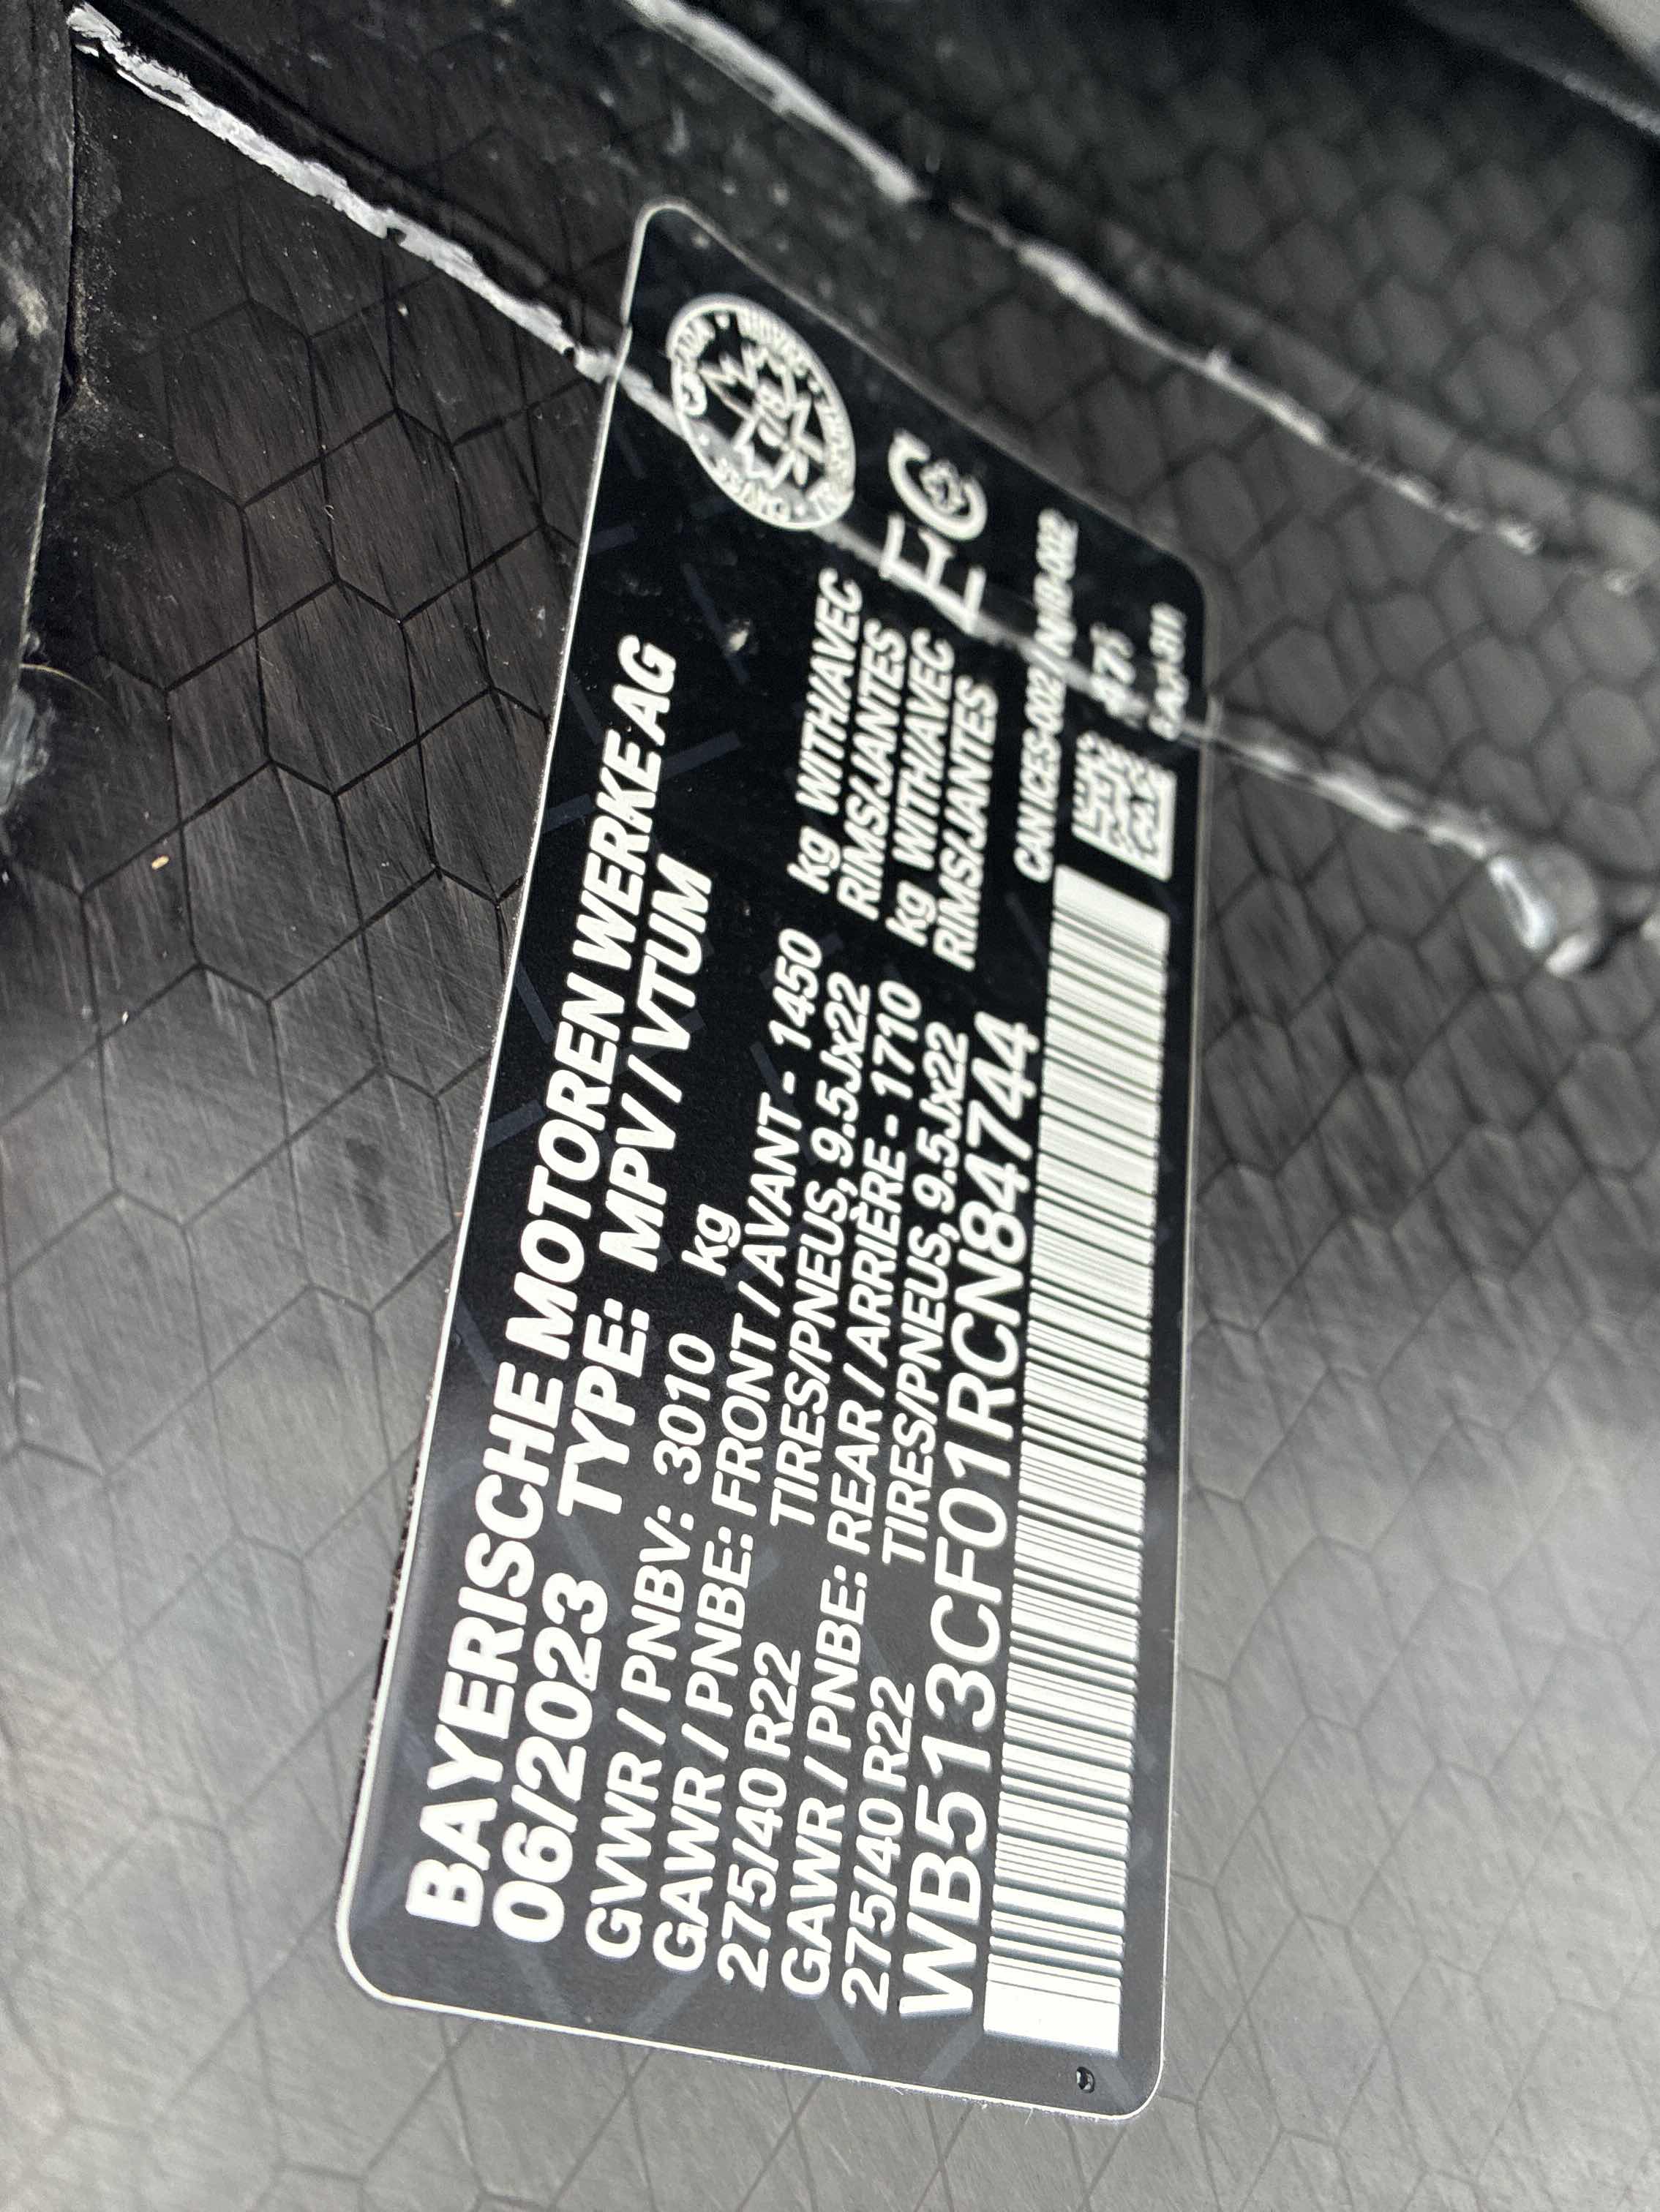 BAYERISCHE MOTOREN WERKE AG
06/2023 TYPE: MPV / VTUM
GVWR / PNBV: 3010 kg
GAWR / PNBE: FRONT / AVANT - 1450 kg WITH/AVEC
275/40 R22 TIRES/PNEUS, 9.5Jx22 RIMS/JANTES
GAWR / PNBE: REAR / ARRIÈRE - 1710 kg WITH/AVEC
275/40 R22 TIRES/PNEUS, 9.5Jx22 RIMS/JANTES
WB513CF01RCN84744
CAN ICES-002 / NMB-002
EC
CANADA